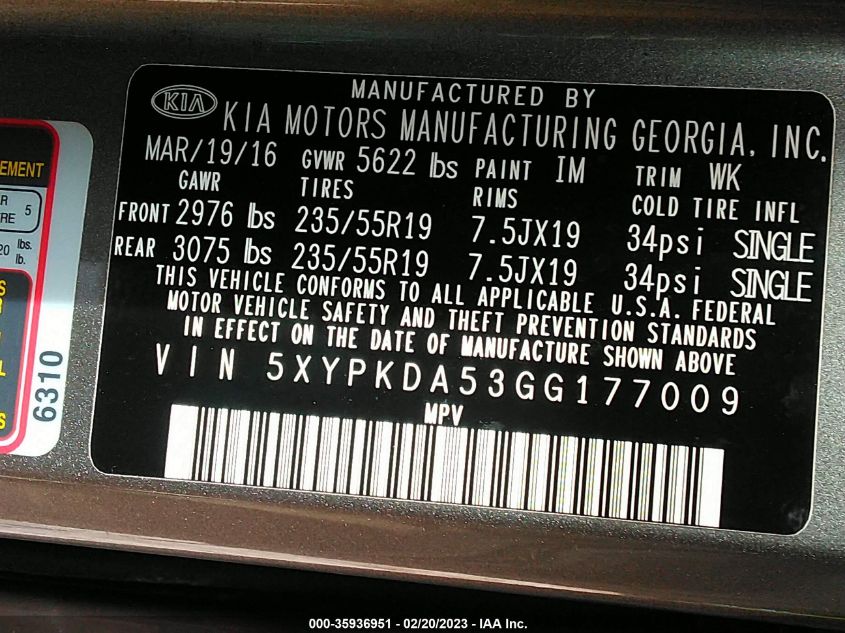 MANUFACTURED BY
KIA KIA MOTORS MANUFACTURING GEORGIA, INC.
MAR/19/16 GVWR 5622 lbs PAINT IM TRIM WK
GAWR TIRES RIMS COLD TIRE INFL
FRONT 2976 lbs 235/55R19 7.5JX19 34psi SINGLE
REAR 3075 lbs 235/55R19 7.5JX19 34psi SINGLE
THIS VEHICLE CONFORMS TO ALL APPLICABLE U.S.A. FEDERAL
MOTOR VEHICLE SAFETY AND THEFT PREVENTION STANDARDS
IN EFFECT ON THE DATE OF MANUFACTURE SHOWN ABOVE
VIN 5XYPKDA53GG177009
MPV
5
lbs.
lb.
6310
000-35936951 - 02/20/2023 - IAA Inc.